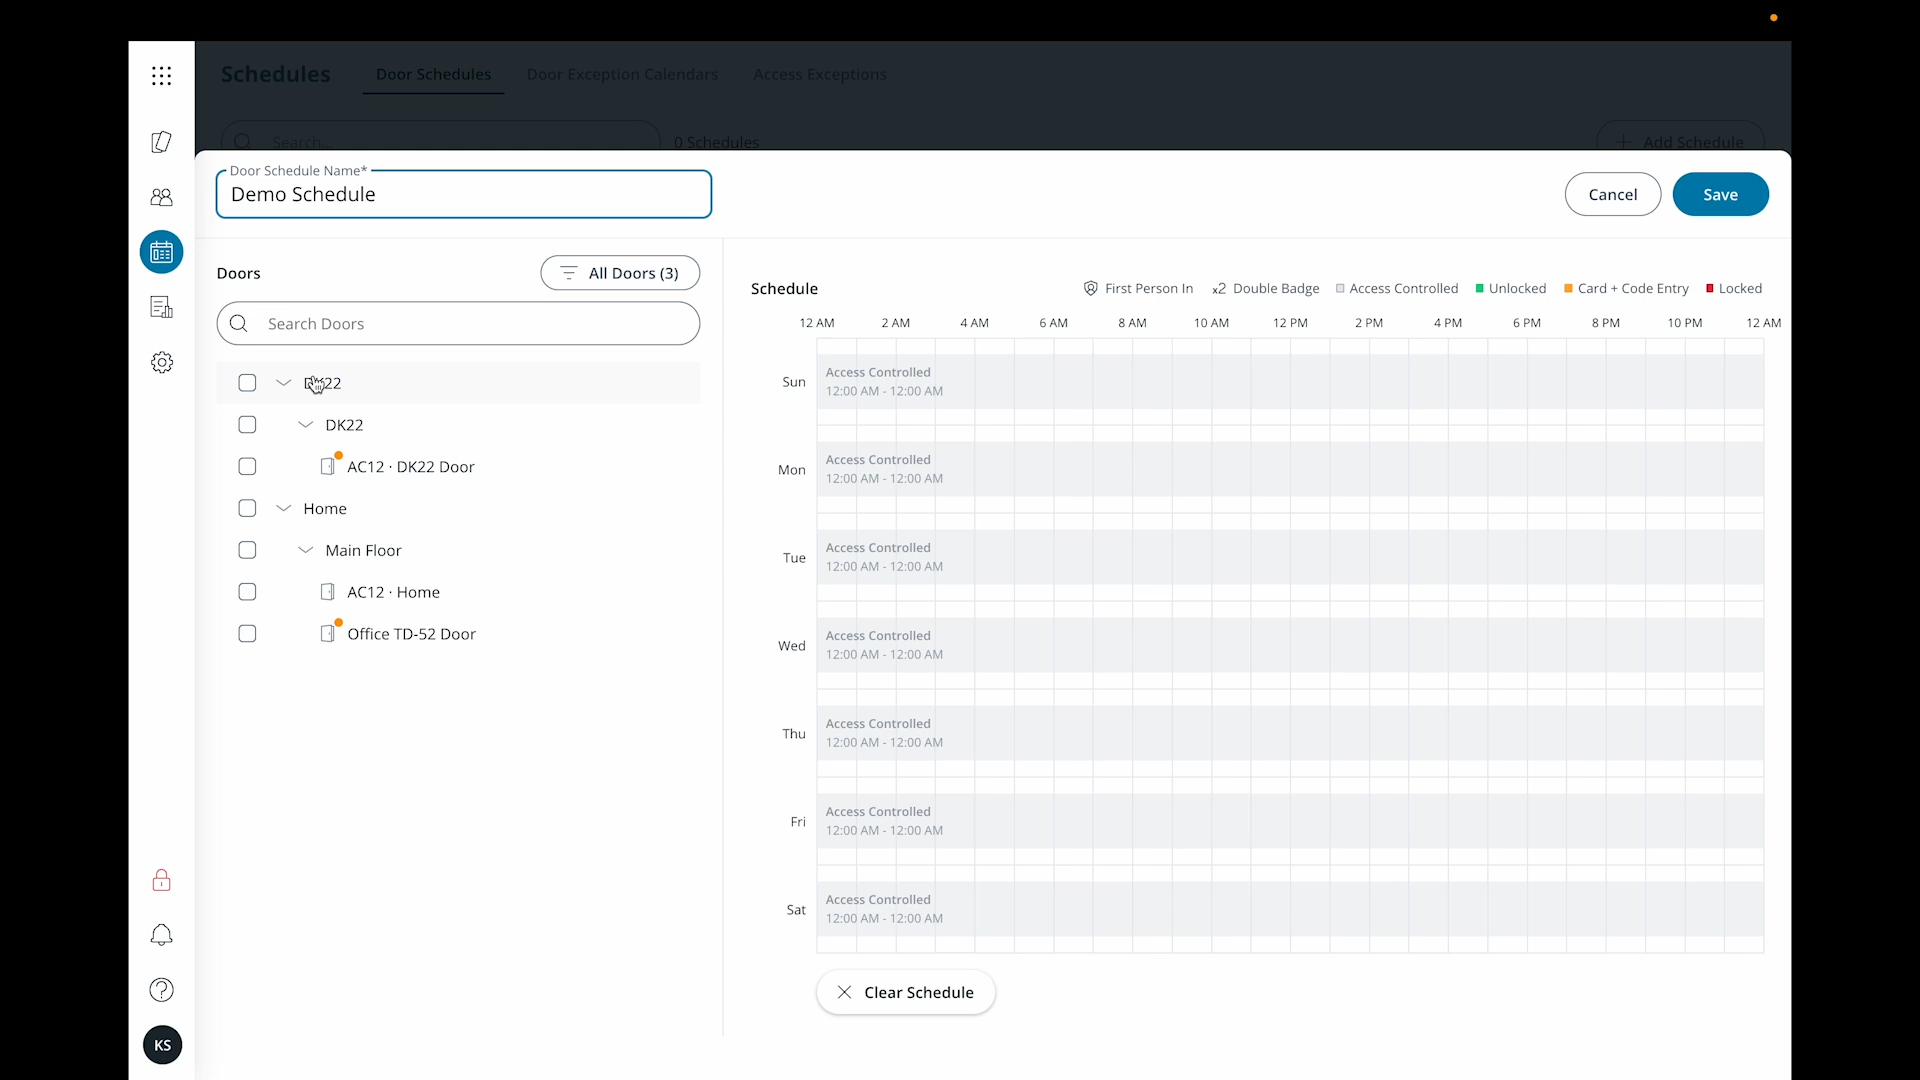 Schedules Door Schedules Door Exception Calendars Access Exceptions
Search... 0 Schedules Add Schedule
Door Schedule Name*
Demo Schedule
Cancel Save
Doors All Doors (3)
Search Doors
DK22
AC12 · DK22 Door
Home
Main Floor
AC12 · Home
Office TD-52 Door
Schedule First Person In x2 Double Badge Access Controlled Unlocked Card + Code Entry Locked
12 AM 2 AM 4 AM 6 AM 8 AM 10 AM 12 PM 2 PM 4 PM 6 PM 8 PM 10 PM 12 AM
Sun
Access Controlled
12:00 AM - 12:00 AM
Mon
Access Controlled
12:00 AM - 12:00 AM
Tue
Access Controlled
12:00 AM - 12:00 AM
Wed
Access Controlled
12:00 AM - 12:00 AM
Thu
Access Controlled
12:00 AM - 12:00 AM
Fri
Access Controlled
12:00 AM - 12:00 AM
Sat
Access Controlled
12:00 AM - 12:00 AM
Clear Schedule
KS